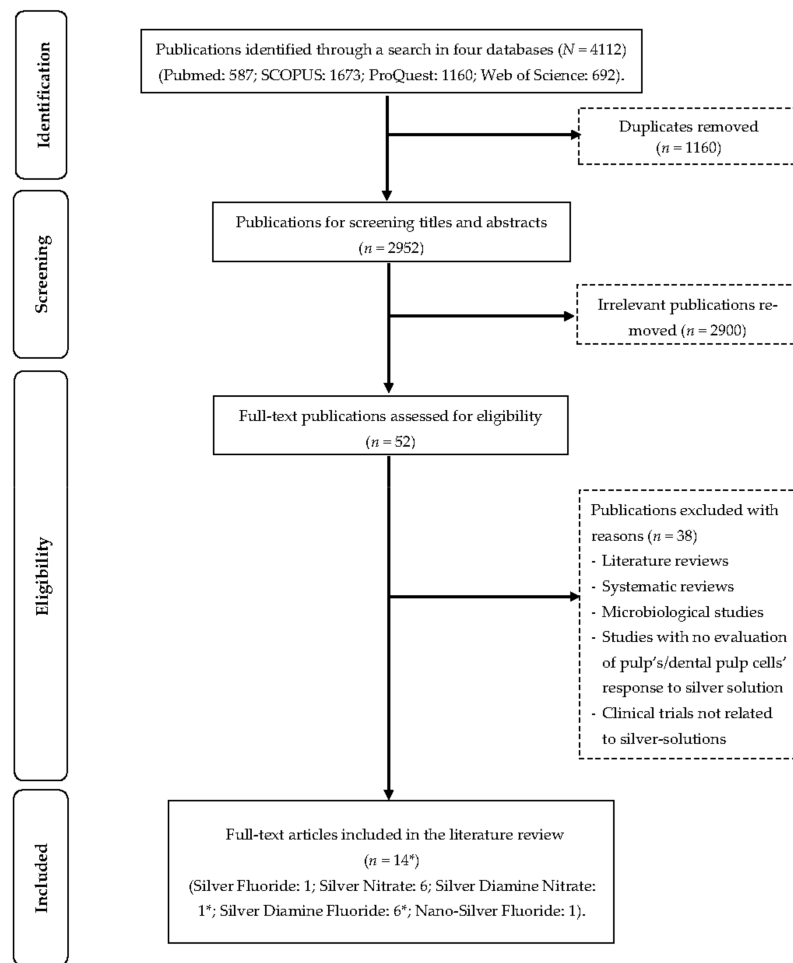 Identification
Publications identified through a search in four databases (N = 4112)
(Pubmed: 587; SCOPUS: 1673; ProQuest: 1160; Web of Science: 692).
Duplicates removed
(n = 1160)
Screening
Publications for screening titles and abstracts
(n = 2952)
Irrelevant publications re-
moved (n = 2900)
Eligibility
Full-text publications assessed for eligibility
(n = 52)
Publications excluded with
reasons (n = 38)
- Literature reviews
- Systematic reviews
- Microbiological studies
- Studies with no evaluation
of pulp's/dental pulp cells'
response to silver solution
- Clinical trials not related
to silver-solutions
Included
Full-text articles included in the literature review
(n = 14*)
(Silver Fluoride: 1; Silver Nitrate: 6; Silver Diamine Nitrate:
1*; Silver Diamine Fluoride: 6*; Nano-Silver Fluoride: 1).